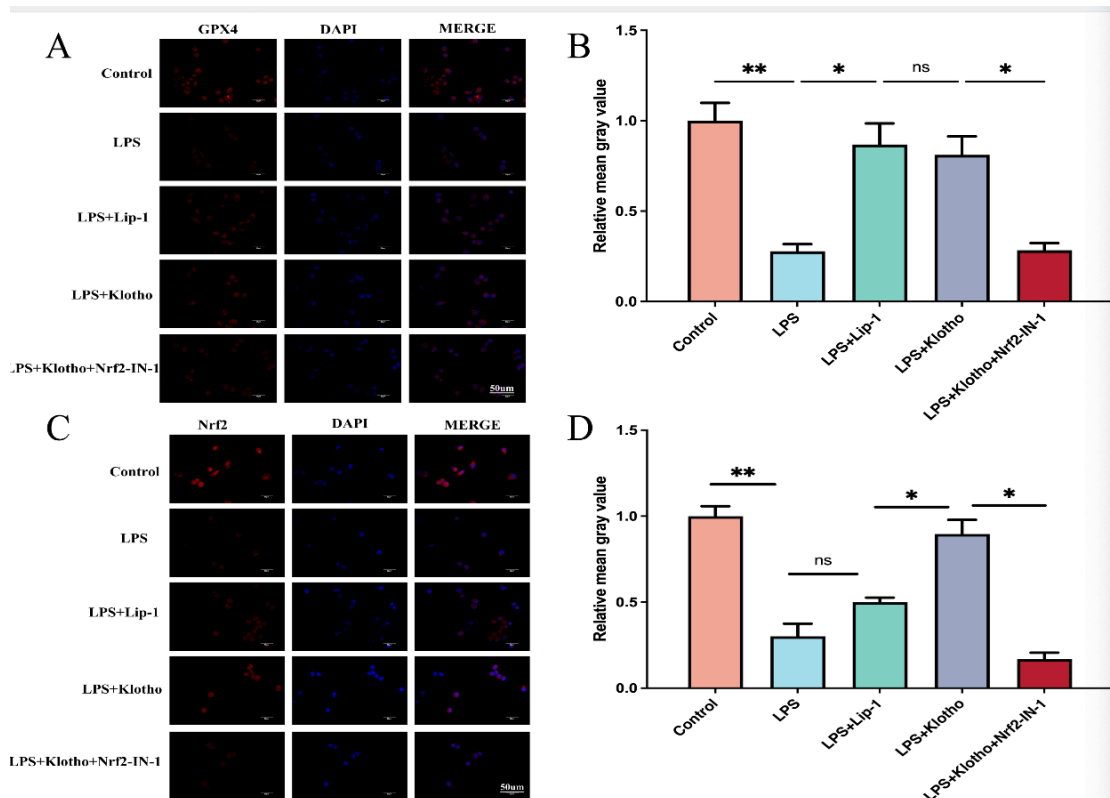 A
GPX4 DAPI MERGE
Control
LPS
LPS+Lip-1
LPS+Klotho
LPS+Klotho+Nrf2-IN-1
50um
B
Relative mean gray value
1.5
1.0
0.5
0.0
** * ns *
Control LPS LPS+Lip-1 LPS+Klotho LPS+Klotho+Nrf2-IN-1
C
Nrf2 DAPI MERGE
Control
LPS
LPS+Lip-1
LPS+Klotho
LPS+Klotho+Nrf2-IN-1
50um
D
Relative mean gray value
1.5
1.0
0.5
0.0
** ns * *
Control LPS LPS+Lip-1 LPS+Klotho LPS+Klotho+Nrf2-IN-1